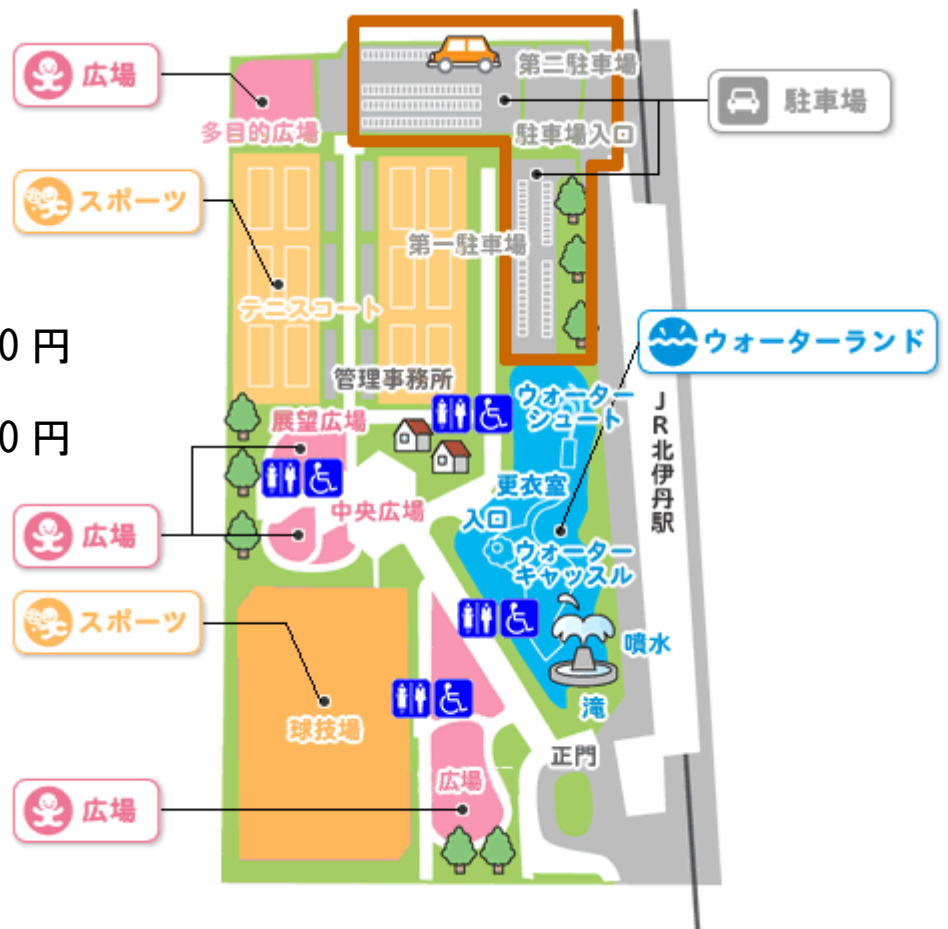 広場
第二駐車場
駐車場
多目的広場
駐車場入口
スポーツ
第一駐車場
テニスコート
0円
ウォーターランド
管理事務所
ウォーター
シュート
展望広場
0円
JR北伊丹駅
更衣室
中央広場
入口
広場
ウォーター
キャッスル
スポーツ
噴水
滝
球技場
正門
広場
広場